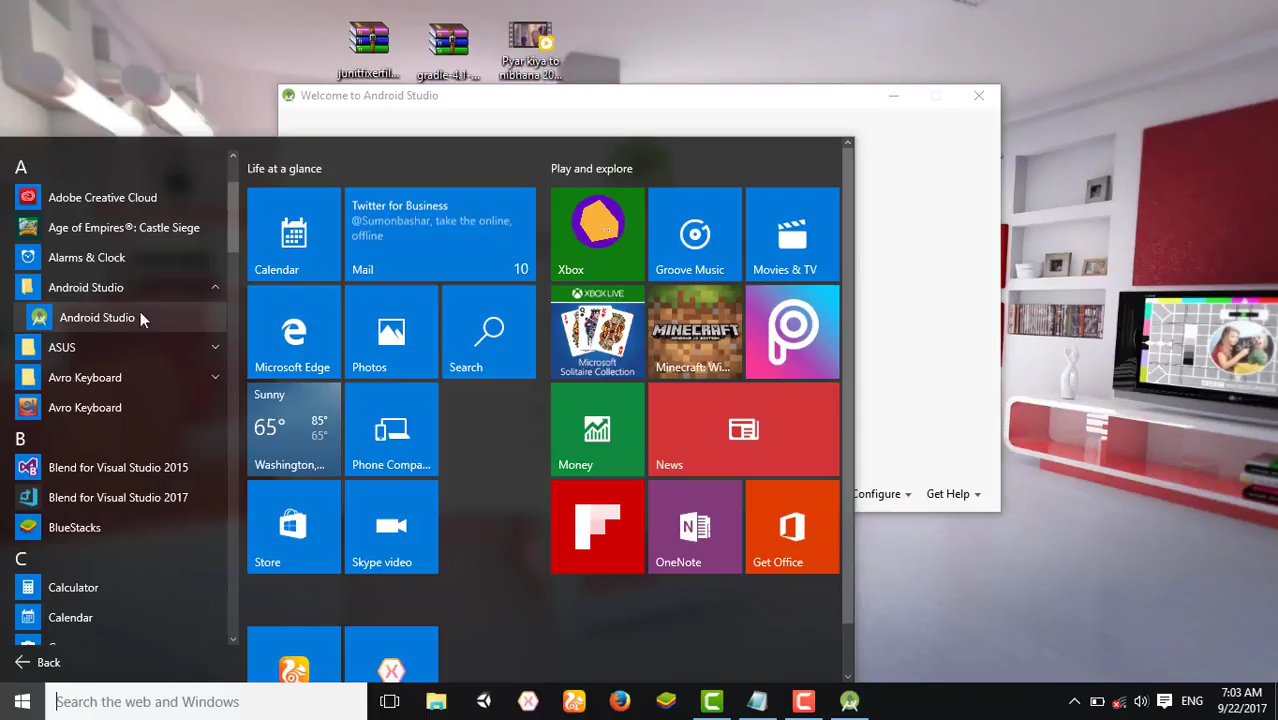 junitfixerfil...
gradle-4.1-...
Pyar kiya to
nibhana 20...
Welcome to Android Studio
A
Adobe Creative Cloud
Age of Empires®: Castle Siege
Alarms & Clock
Android Studio
Android Studio
ASUS
Avro Keyboard
Avro Keyboard
B
Blend for Visual Studio 2015
Blend for Visual Studio 2017
BlueStacks
C
Calculator
Calendar
Back
Life at a glance
Calendar
Twitter for Business
@Sumonbashar, take the online,
offline
Mail
10
Microsoft Edge
Photos
Search
Sunny
65°
85°
65°
Washington,...
Phone Compa...
Store
Skype video
Play and explore
Xbox
Groove Music
Movies & TV
XBOX LIVE
Microsoft
Solitaire Collection
MINECRAFT
Minecraft: Wi...
Money
News
OneNote
Get Office
Configure
Get Help
Search the web and Windows
ENG
7:03 AM
9/22/2017